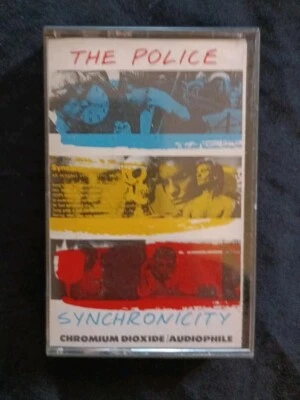 THE POLICE
SYNCHRONICITY
CHROMIUM DIOXIDE/AUDIOPHILE